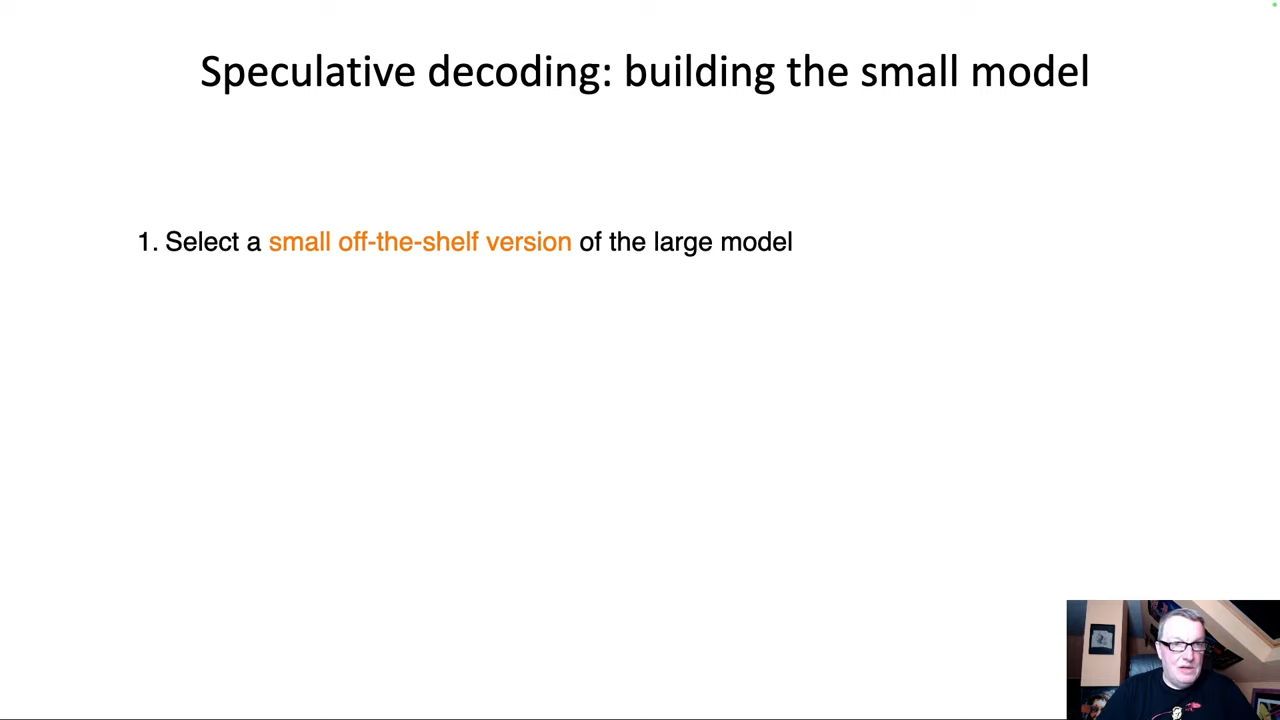 Speculative decoding: building the small model
1. Select a small off-the-shelf version of the large model